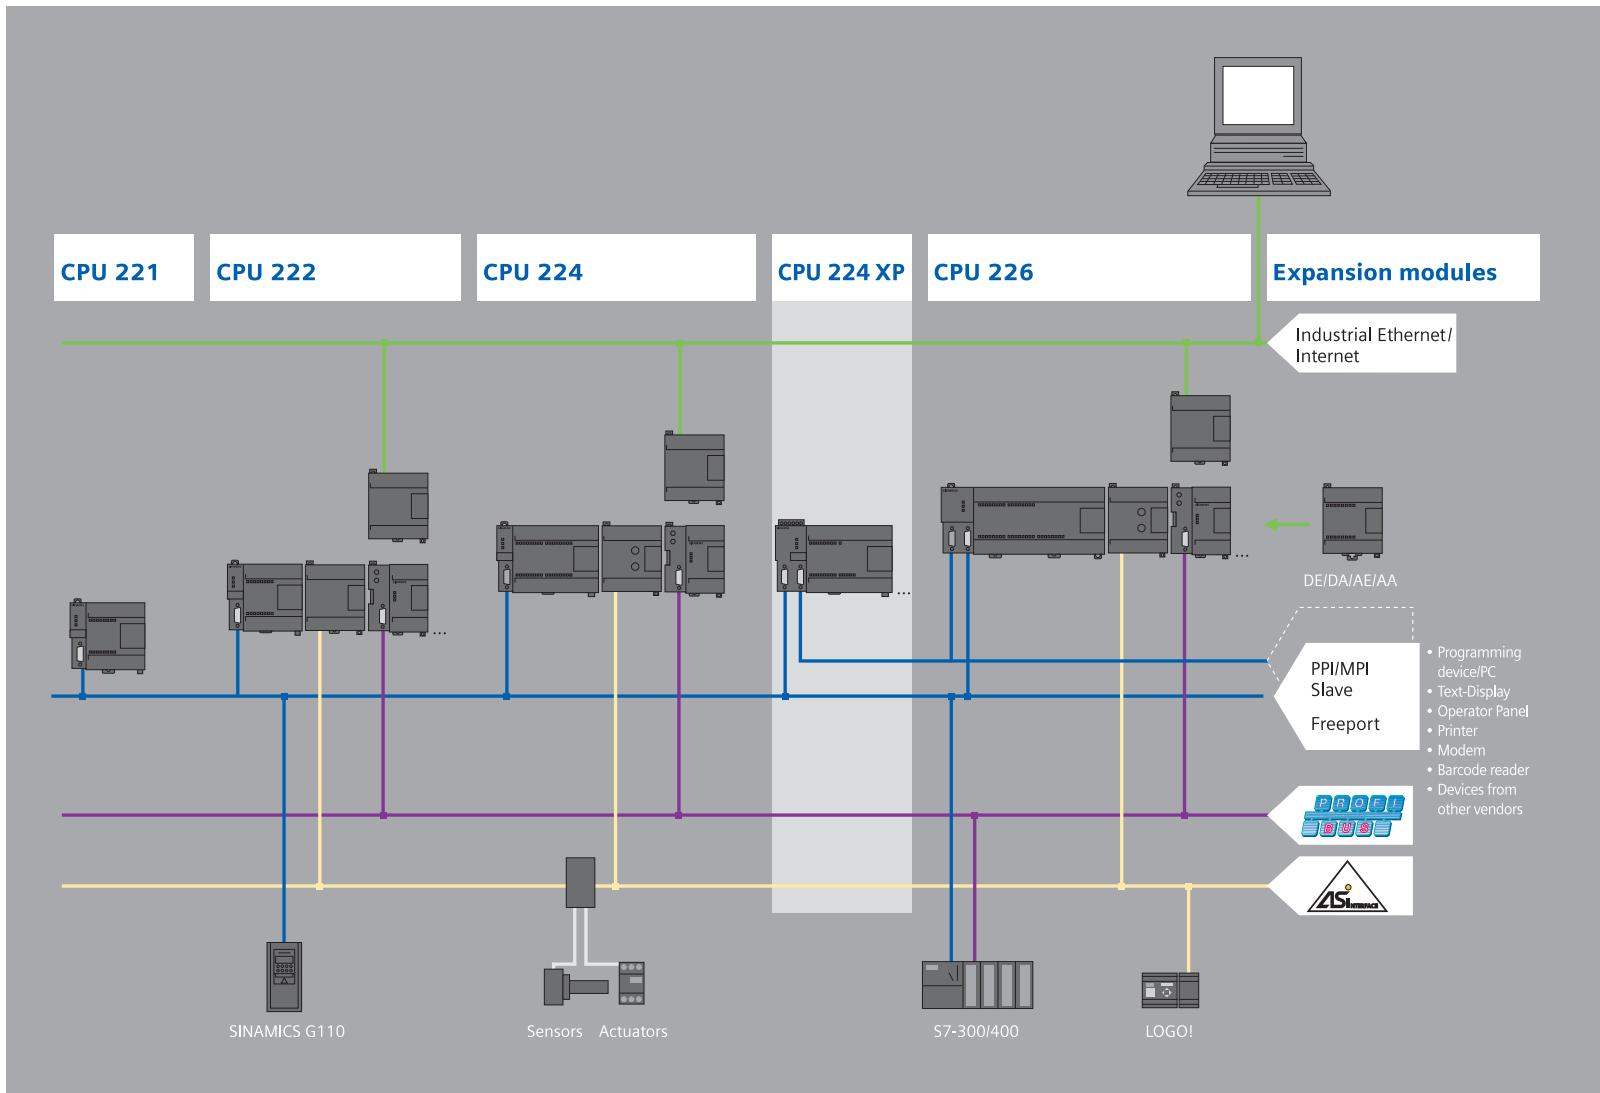 CPU 221
CPU 222
CPU 224
CPU 224 XP
CPU 226
Expansion modules
Industrial Ethernet/
Internet
DE/DA/AE/AA
PPI/MPI
Slave
Freeport
• Programming
device/PC
• Text-Display
• Operator Panel
• Printer
• Modem
• Barcode reader
• Devices from
other vendors
PROFI
BUS
ASi INTERFACE
SINAMICS G110
Sensors
Actuators
S7-300/400
LOGO!